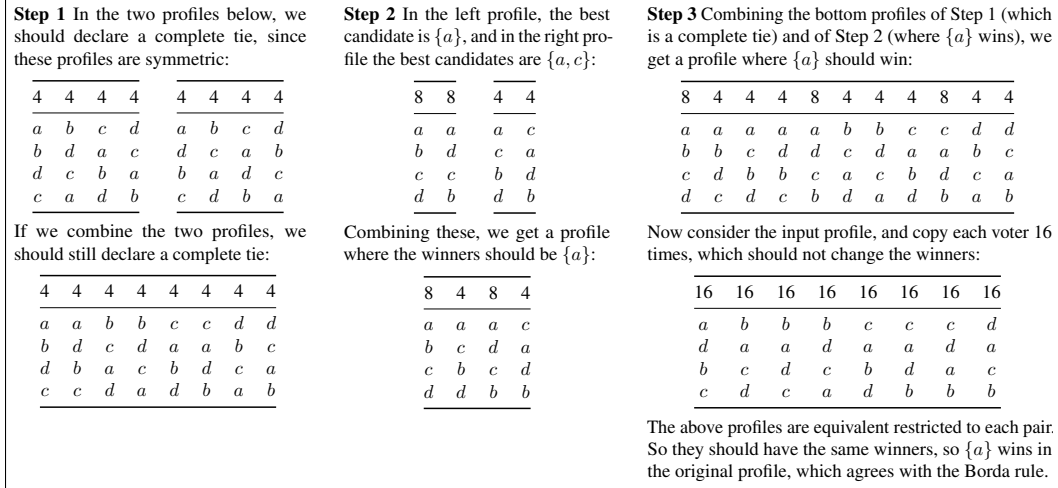 Step 1 In the two profiles below, we
should declare a complete tie, since
these profiles are symmetric:
4 4 4 4 4 4 4 4
a b c d a b c d
b d a c d c a b
d c b a b a d c
c a d b c d b a
If we combine the two profiles, we
should still declare a complete tie:
4 4 4 4 4 4 4 4
a a b b c c d d
b d c d a a b c
d b a c b d c a
c c d a d b a b
Step 2 In the left profile, the best
candidate is {a}, and in the right pro-
file the best candidates are {a, c}:
8 8 4 4
a a a c
b d c a
c c b d
d b d b
Combining these, we get a profile
where the winners should be {a}:
8 4 8 4
a a a c
b c d a
c b c d
d d b b
Step 3 Combining the bottom profiles of Step 1 (which
is a complete tie) and of Step 2 (where {a} wins), we
get a profile where {a} should win:
8 4 4 4 8 4 4 4 8 4 4
a a a a a b b c c d d
b b c d d c d a a b c
c d b b c a c b d c a
d c d c b d a d b a b
Now consider the input profile, and copy each voter 16
times, which should not change the winners:
16 16 16 16 16 16 16 16
a b b b c c c d
d a a d a a d a
b c d c b d a c
c d c a d b b b
The above profiles are equivalent restricted to each pair.
So they should have the same winners, so {a} wins in
the original profile, which agrees with the Borda rule.